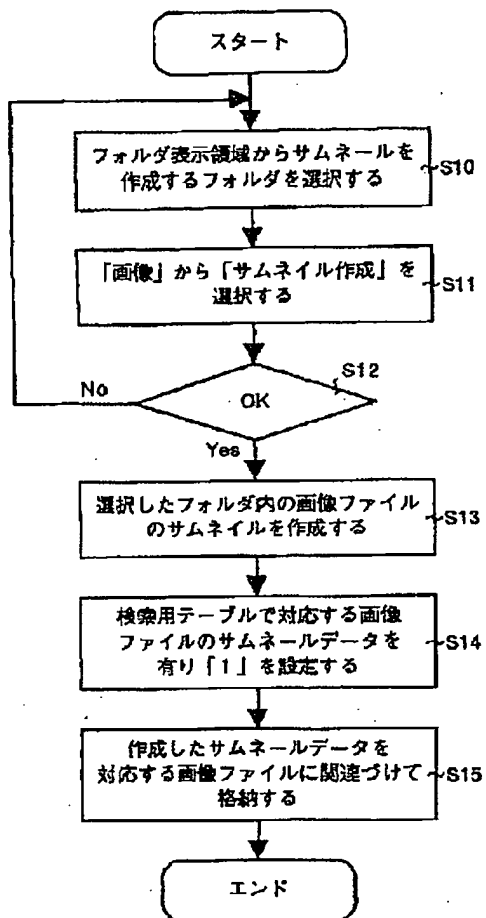 スタート
フォルダ表示領域からサムネールを
作成するフォルダを選択する
S10
「画像」から「サムネイル作成」を
選択する
S11
S12
OK
No
Yes
選択したフォルダ内の画像ファイル
のサムネイルを作成する
S13
検索用テーブルで対応する画像
ファイルのサムネールデータを
有り「1」を設定する
S14
作成したサムネールデータを
対応する画像ファイルに関連づけて
格納する
S15
エンド